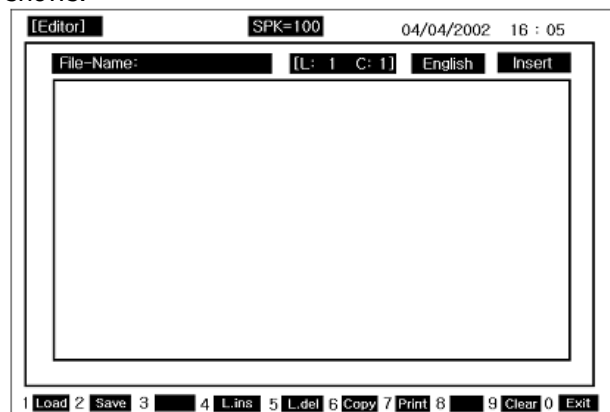 [Editor] SPK=100 04/04/2002 16 : 05
File-Name: [L: 1 C: 1] English Insert
1 Load 2 Save 3 4 L.ins 5 L.del 6 Copy 7 Print 8 9 Clear 0 Exit